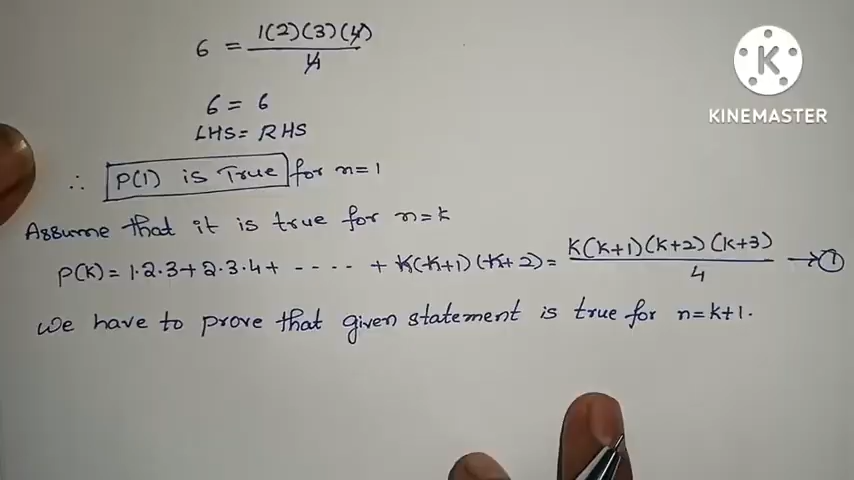 6 = 1(2)(3)(4) / 4
6 = 6
LHS = RHS
∴ P(1) is True for n=1
Assume that it is true for n=k
P(k) = 1·2·3+2·3·4+ ---- + k(k+1)(k+2) = k(k+1)(k+2)(k+3) / 4 → 1
We have to prove that given statement is true for n=k+1.
K
KINEMASTER